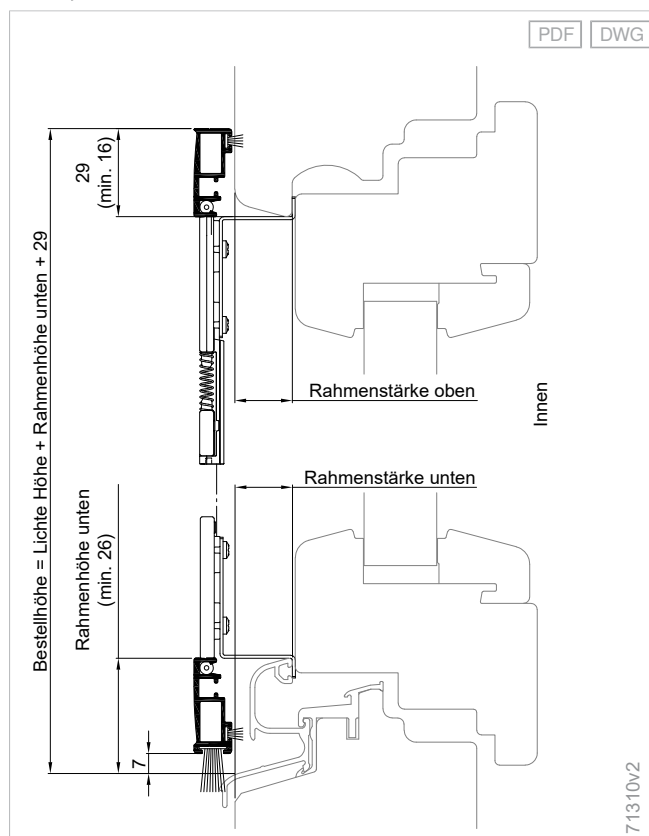 PDF
DWG
Bestellhöhe = Lichte Höhe + Rahmenhöhe unten + 29
29
(min. 16)
Rahmenstärke oben
Innen
Rahmenstärke unten
Rahmenhöhe unten
(min. 26)
7
71310v2